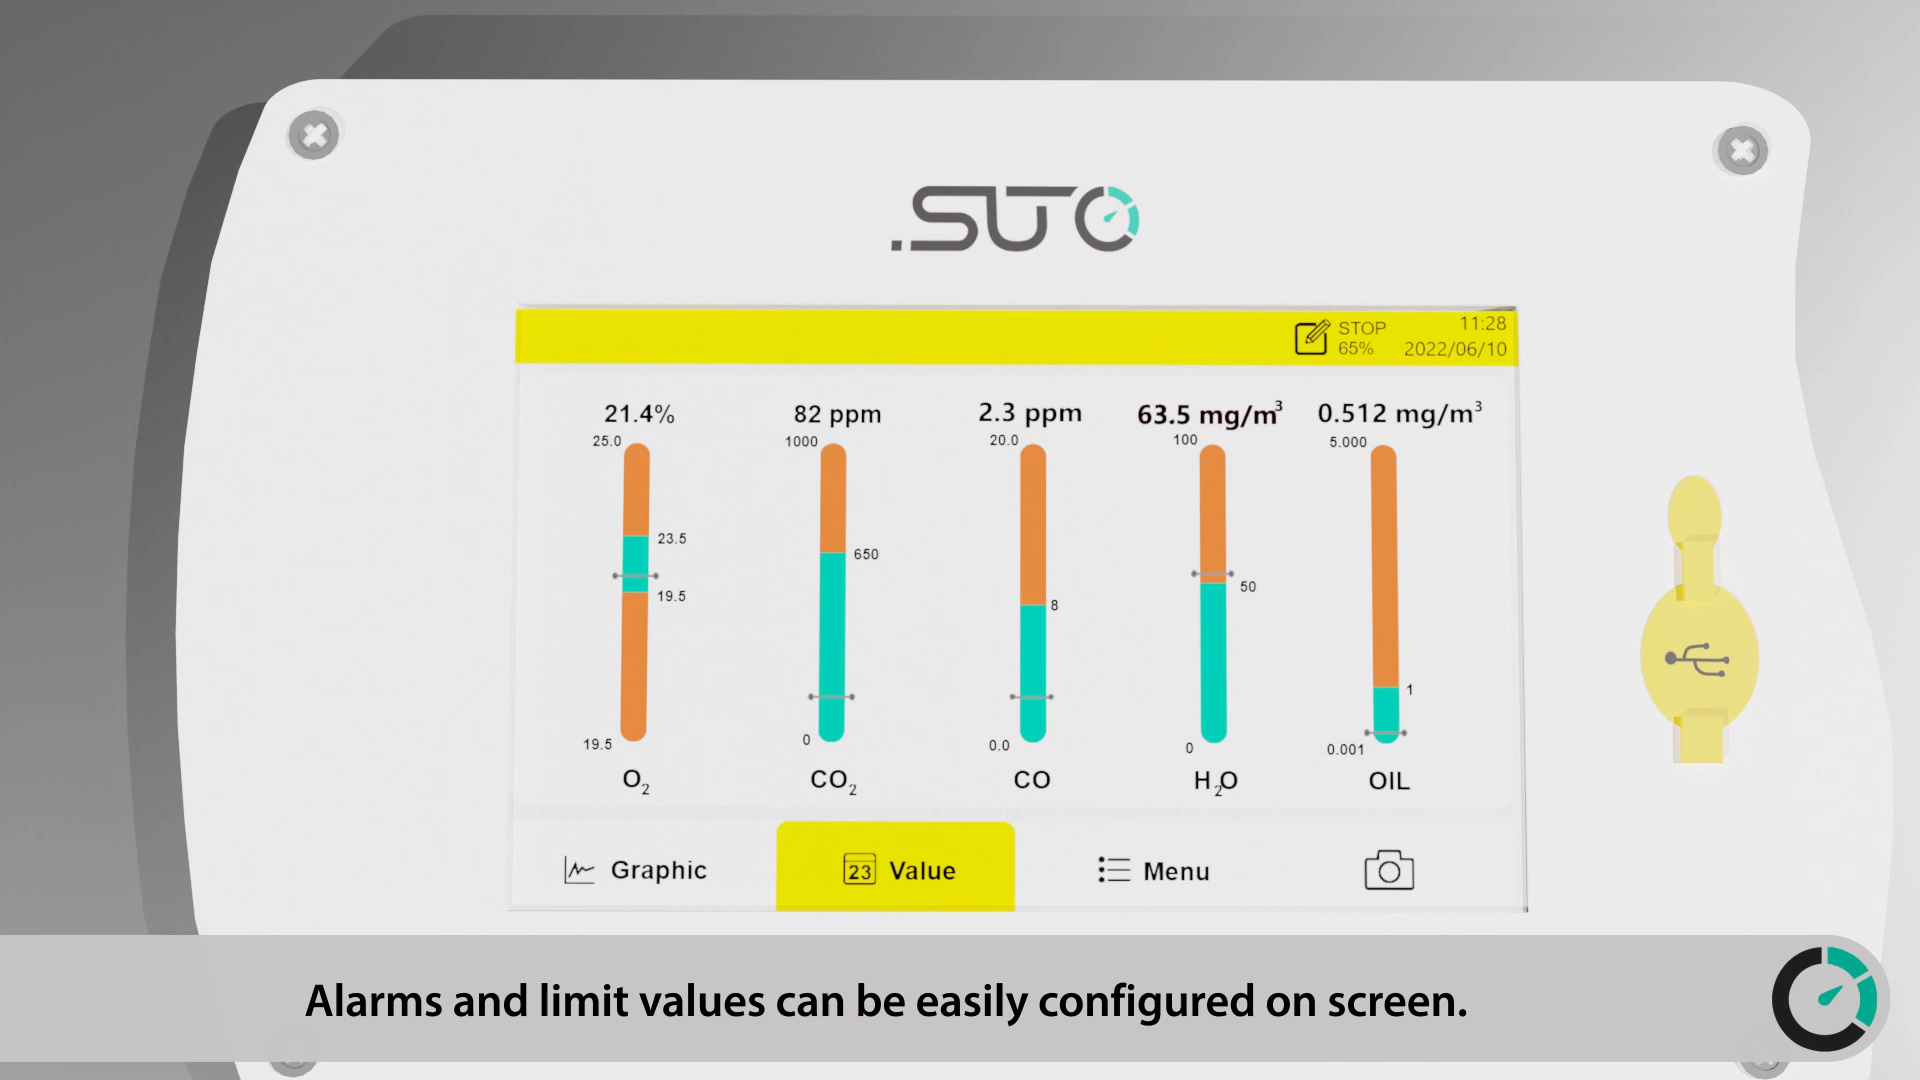 .SUTO
STOP
65%
11:28
2022/06/10
21.4%
82 ppm
2.3 ppm
63.5 mg/m³
0.512 mg/m³
25.0
23.5
19.5
19.5
1000
650
0
20.0
8
0.0
100
50
0
5.000
1
0.001
O₂
CO₂
CO
H₂O
OIL
Graphic
23
Value
Menu
Alarms and limit values can be easily configured on screen.